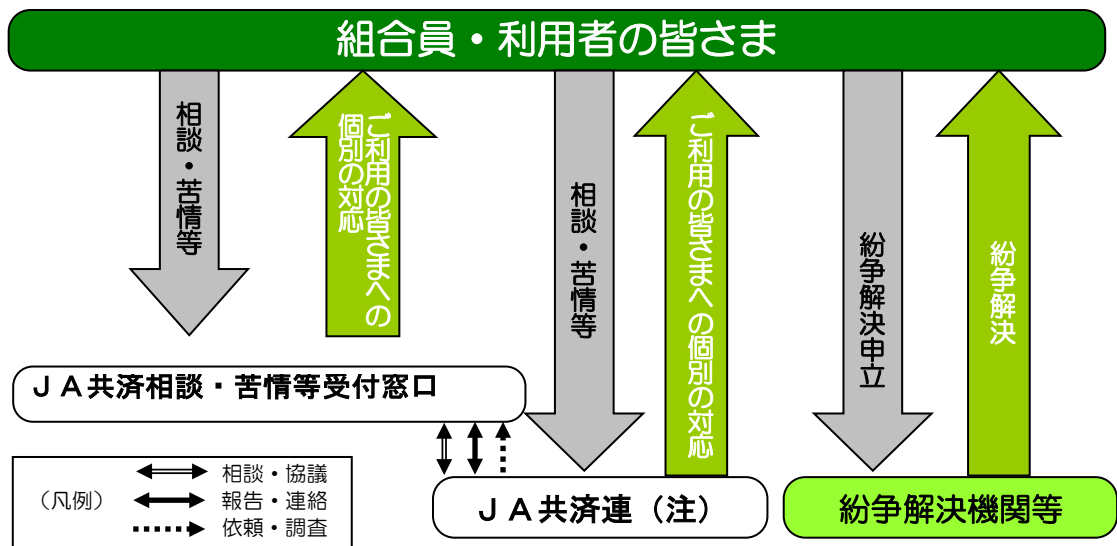 組合員・利用者の皆さま
相談・苦情等
ご利用の皆さまへの
個別の対応
相談・苦情等
ご利用の皆さまへの個別の対応
紛争解決申立
紛争解決
ＪＡ共済相談・苦情等受付窓口
ＪＡ共済連（注）
紛争解決機関等
（凡例）
相談・協議
報告・連絡
依頼・調査